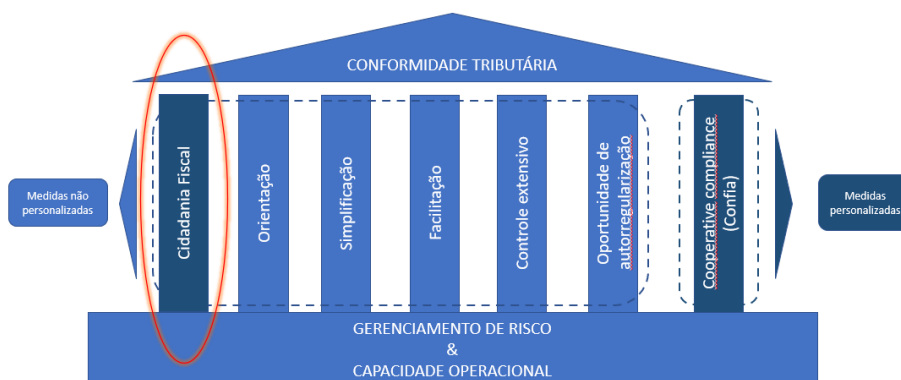 CONFORMIDADE TRIBUTÁRIA
Medidas não
personalizadas
Cidadania Fiscal
Orientação
Simplificação
Facilitação
Controle extensivo
Oportunidade de
autorregularização
Cooperative compliance
(Confia)
Medidas
personalizadas
GERENCIAMENTO DE RISCO
&
CAPACIDADE OPERACIONAL